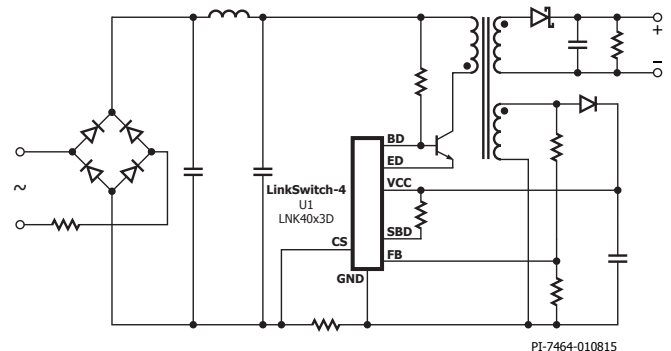 +
−
BD
ED
LinkSwitch-4
VCC
U1
LNK40x3D
~
SBD
CS
FB
GND
PI-7464-010815